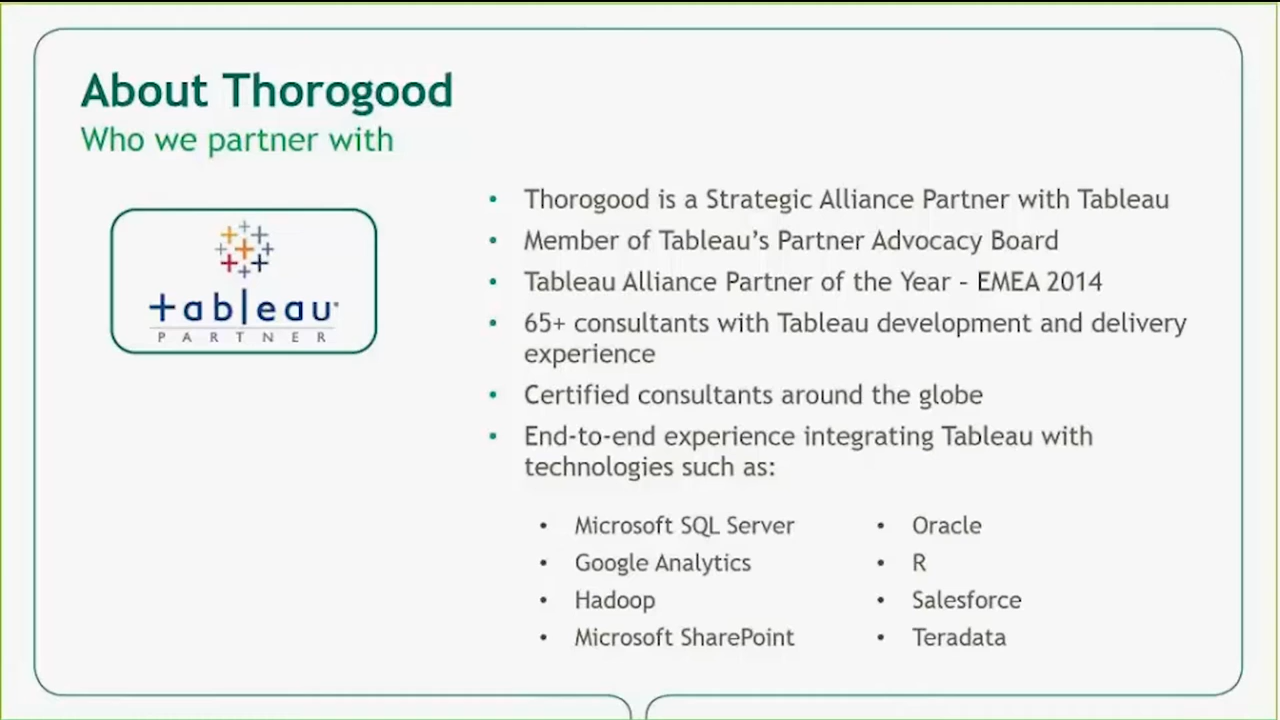 About Thorogood
Who we partner with
+ableau
PARTNER
• Thorogood is a Strategic Alliance Partner with Tableau
• Member of Tableau’s Partner Advocacy Board
• Tableau Alliance Partner of the Year – EMEA 2014
• 65+ consultants with Tableau development and delivery
experience
• Certified consultants around the globe
• End-to-end experience integrating Tableau with
technologies such as:
• Microsoft SQL Server
• Google Analytics
• Hadoop
• Microsoft SharePoint
• Oracle
• R
• Salesforce
• Teradata